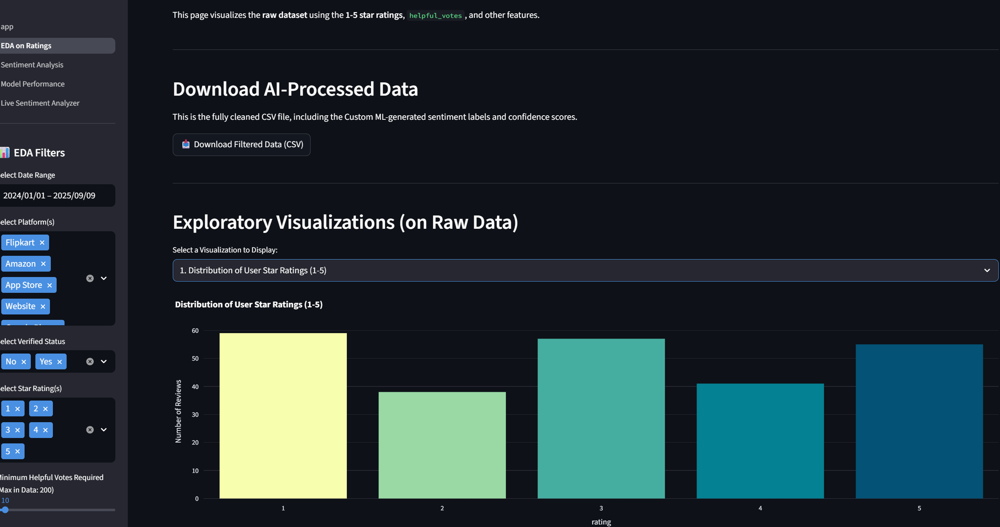 app
EDA on Ratings
Sentiment Analysis
Model Performance
Live Sentiment Analyzer
EDA Filters
elect Date Range
2024/01/01 – 2025/09/09
elect Platform(s)
Flipkart
Amazon
App Store
Website
elect Verified Status
No Yes
elect Star Rating(s)
1 2
3 4
5
inimum Helpful Votes Required
Max in Data: 200)
10
This page visualizes the raw dataset using the 1-5 star ratings, helpful_votes, and other features.
Download AI-Processed Data
This is the fully cleaned CSV file, including the Custom ML-generated sentiment labels and confidence scores.
Download Filtered Data (CSV)
Exploratory Visualizations (on Raw Data)
Select a Visualization to Display:
1. Distribution of User Star Ratings (1-5)
Distribution of User Star Ratings (1-5)
60
50
40
30
20
10
0
Number of Reviews
1 2 3 4 5
rating